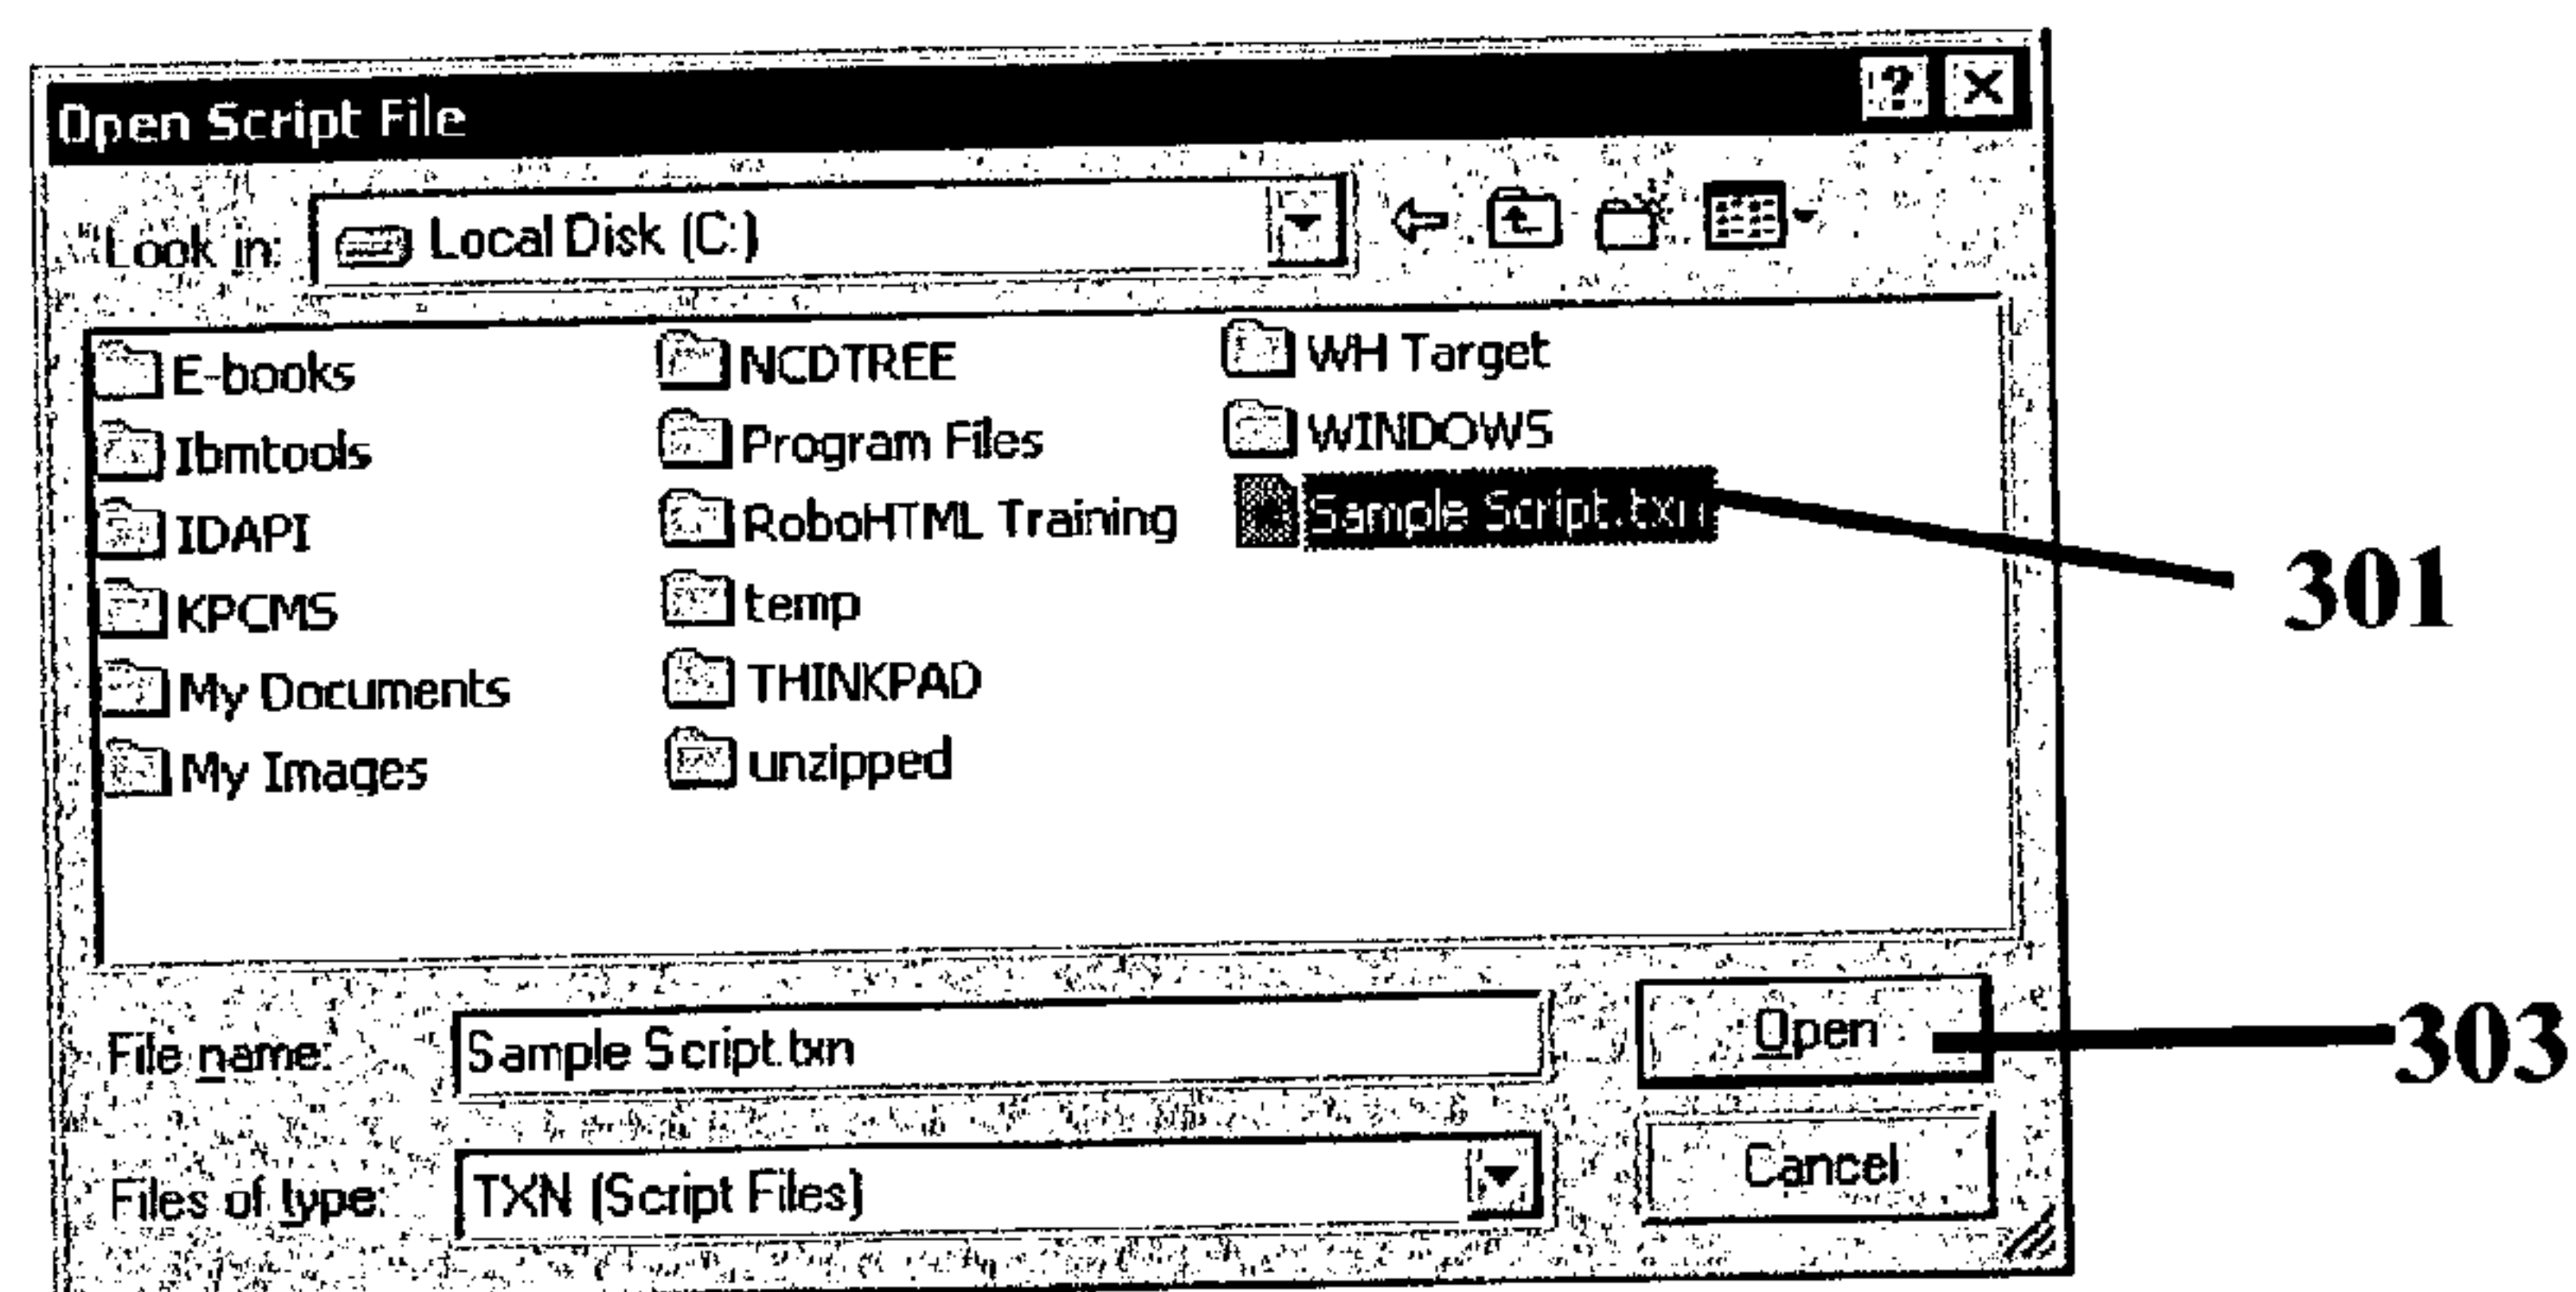 Open Script File
Look in: Local Disk (C:)
E-books NCDTREE WH Target
Ibmtools Program Files WINDOWS
IDAPI RoboHTML Training Sample Script.txn
KPCMS temp
My Documents THINKPAD
My Images unzipped
301
File name: Sample Script.txn Open
303
Files of type: TXN (Script Files) Cancel